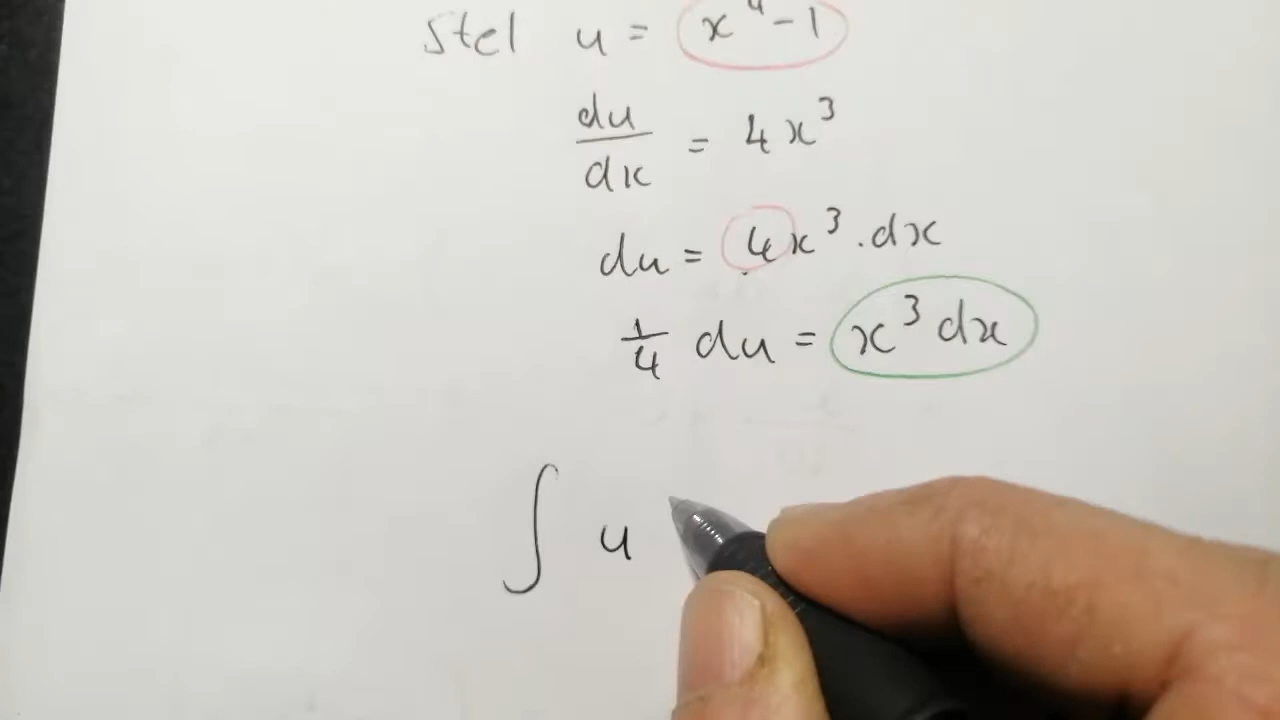 Stel u = x⁴ - 1
du/dx = 4x³
du = 4x³ . dx
1/4 du = x³ dx
∫ u